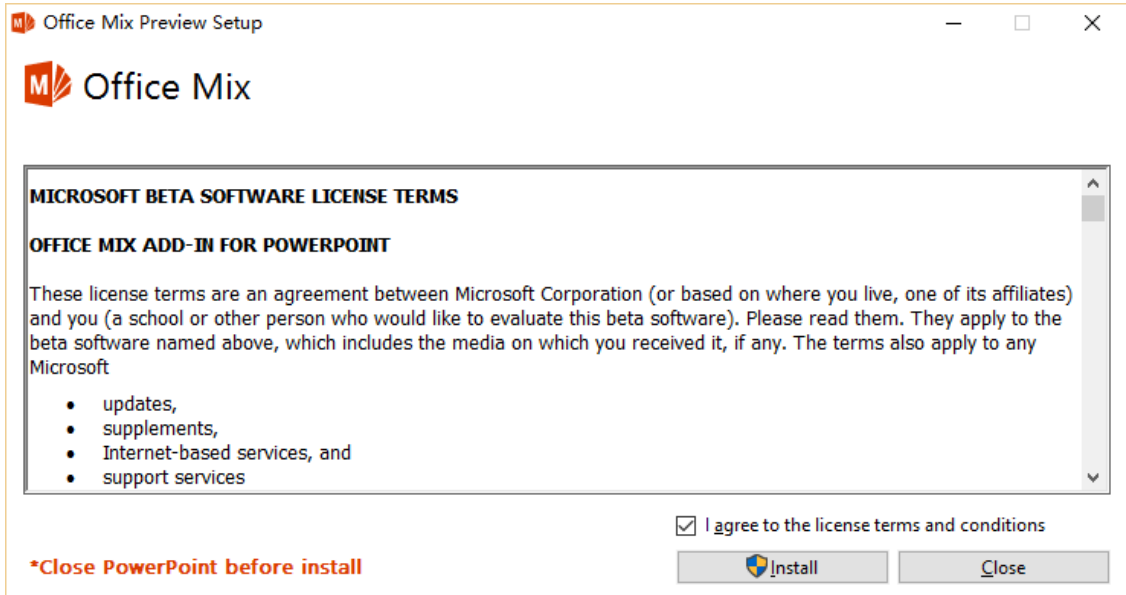 Office Mix Preview Setup
Office Mix
MICROSOFT BETA SOFTWARE LICENSE TERMS
OFFICE MIX ADD-IN FOR POWERPOINT
These license terms are an agreement between Microsoft Corporation (or based on where you live, one of its affiliates)
and you (a school or other person who would like to evaluate this beta software). Please read them. They apply to the
beta software named above, which includes the media on which you received it, if any. The terms also apply to any
Microsoft
• updates,
• supplements,
• Internet-based services, and
• support services
I agree to the license terms and conditions
*Close PowerPoint before install
Install
Close